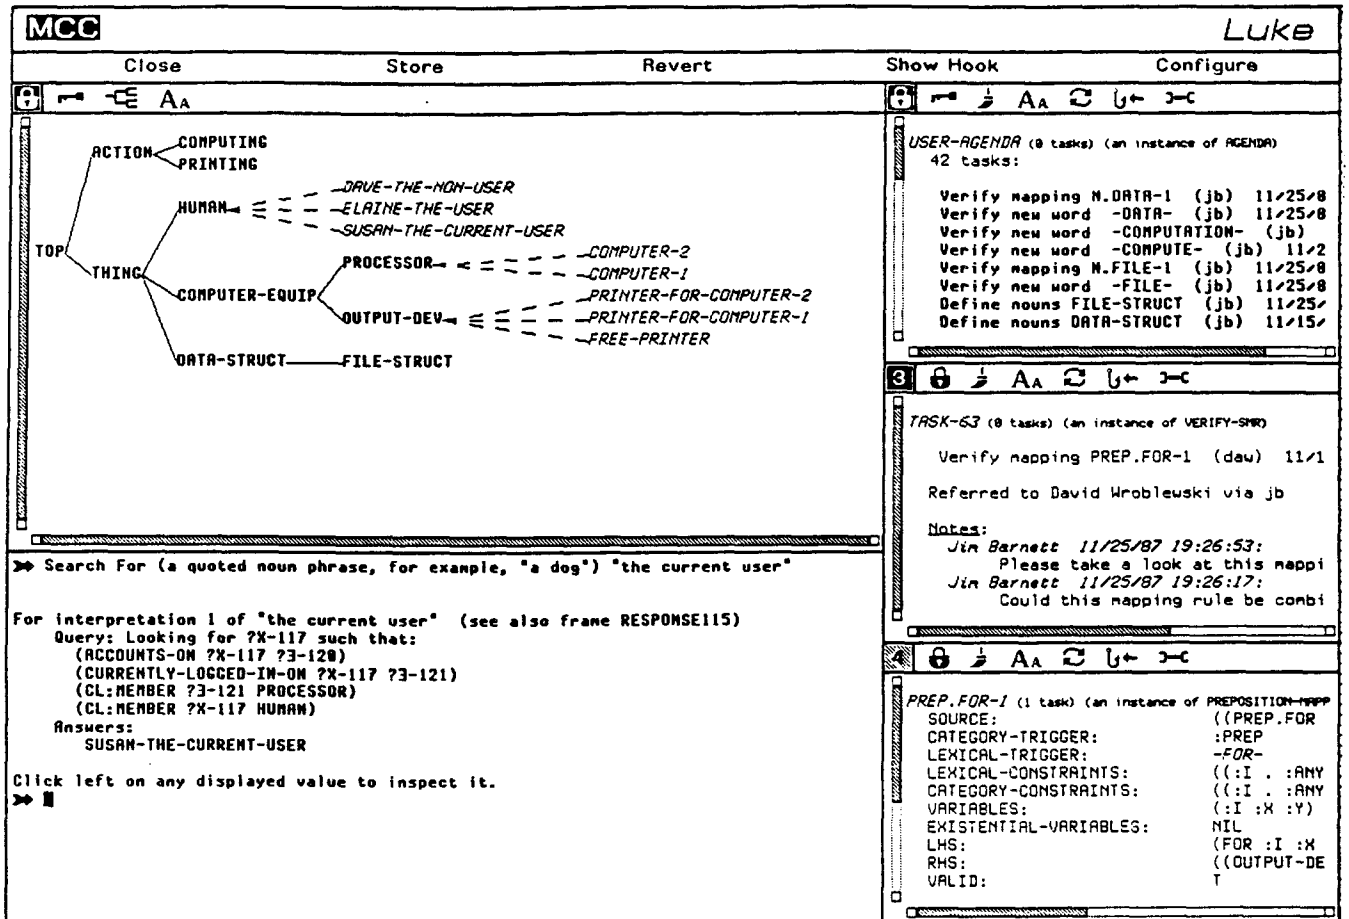 MCC
Luke
Close Store Revert Show Hook Configure
AA
AA
ACTION
COMPUTING
PRINTING
HUMAN
DAVE-THE-NON-USER
ELAINE-THE-USER
SUSAN-THE-CURRENT-USER
TOP
THING
PROCESSOR
COMPUTER-2
COMPUTER-1
COMPUTER-EQUIP
PRINTER-FOR-COMPUTER-2
OUTPUT-DEV
PRINTER-FOR-COMPUTER-1
FREE-PRINTER
DATA-STRUCT
FILE-STRUCT
USER-AGENDA (0 tasks) (an instance of AGENDA)
42 tasks:
Verify mapping N.DATA-1 (jb) 11/25/8
Verify new word -DATA- (jb) 11/25/8
Verify new word -COMPUTATION- (jb)
Verify new word -COMPUTE- (jb) 11/2
Verify mapping N.FILE-1 (jb) 11/25/8
Verify new word -FILE- (jb) 11/25/8
Define nouns FILE-STRUCT (jb) 11/25/
Define nouns DATA-STRUCT (jb) 11/15/
3 AA
TASK-63 (0 tasks) (an instance of VERIFY-SMR)
Verify mapping PREP.FOR-1 (daw) 11/1
Referred to David Wroblewski via jb
Notes:
Jim Barnett 11/25/87 19:26:53:
Please take a look at this mappi
Jim Barnett 11/25/87 19:26:17:
Could this mapping rule be combi
Search For (a quoted noun phrase, for example, "a dog") "the current user"
For interpretation 1 of "the current user" (see also frame RESPONSE115)
Query: Looking for ?X-117 such that:
(ACCOUNTS-ON ?X-117 ?3-120)
(CURRENTLY-LOGGED-IN-ON ?X-117 ?3-121)
(CL:MEMBER ?3-121 PROCESSOR)
(CL:MEMBER ?X-117 HUMAN)
Answers:
SUSAN-THE-CURRENT-USER
Click left on any displayed value to inspect it.
4 AA
PREP.FOR-1 (1 task) (an instance of PREPOSITION-MAPP
SOURCE: ((PREP.FOR
CATEGORY-TRIGGER: :PREP
LEXICAL-TRIGGER: -FOR-
LEXICAL-CONSTRAINTS: ((:I . :ANY
CATEGORY-CONSTRAINTS: ((:I . :ANY
VARIABLES: (:I :X :Y)
EXISTENTIAL-VARIABLES: NIL
LHS: (FOR :I :X
RHS: ((OUTPUT-DE
VALID: T